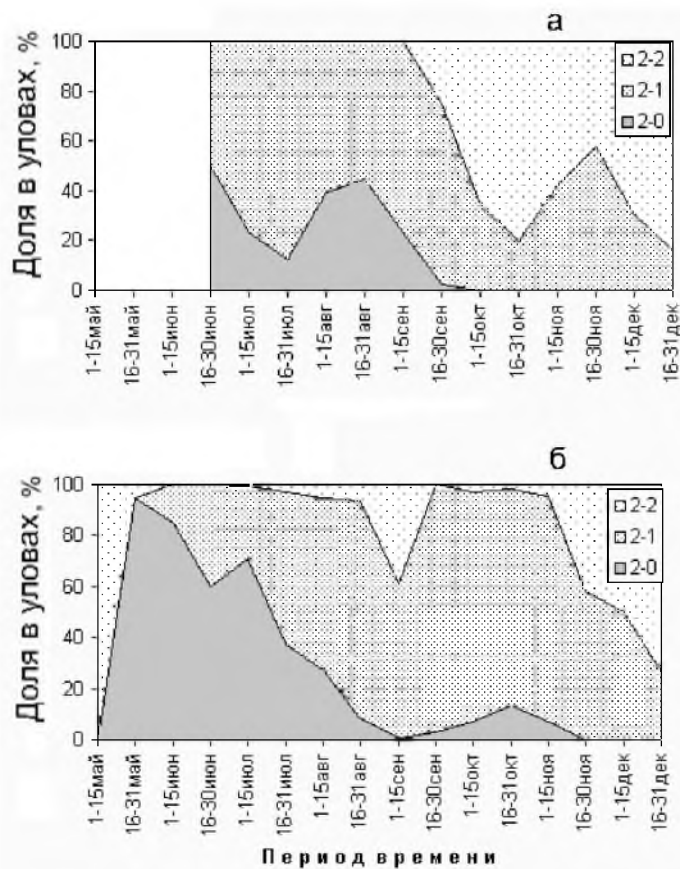 а
Доля в уловах, %
100
80
60
40
20
0
2-2
2-1
2-0
1-15май
16-31май
1-15июн
16-30июн
1-15июл
16-31июл
1-15авг
16-31авг
1-15сен
16-30сен
1-15окт
16-31окт
1-15ноя
16-30ноя
1-15дек
16-31дек
б
Доля в уловах, %
100
80
60
40
20
0
2-2
2-1
2-0
1-15май
16-31май
1-15июн
16-30июн
1-15июл
16-31июл
1-15авг
16-31авг
1-15сен
16-30сен
1-15окт
16-31окт
1-15ноя
16-30ноя
1-15дек
16-31дек
Период времени